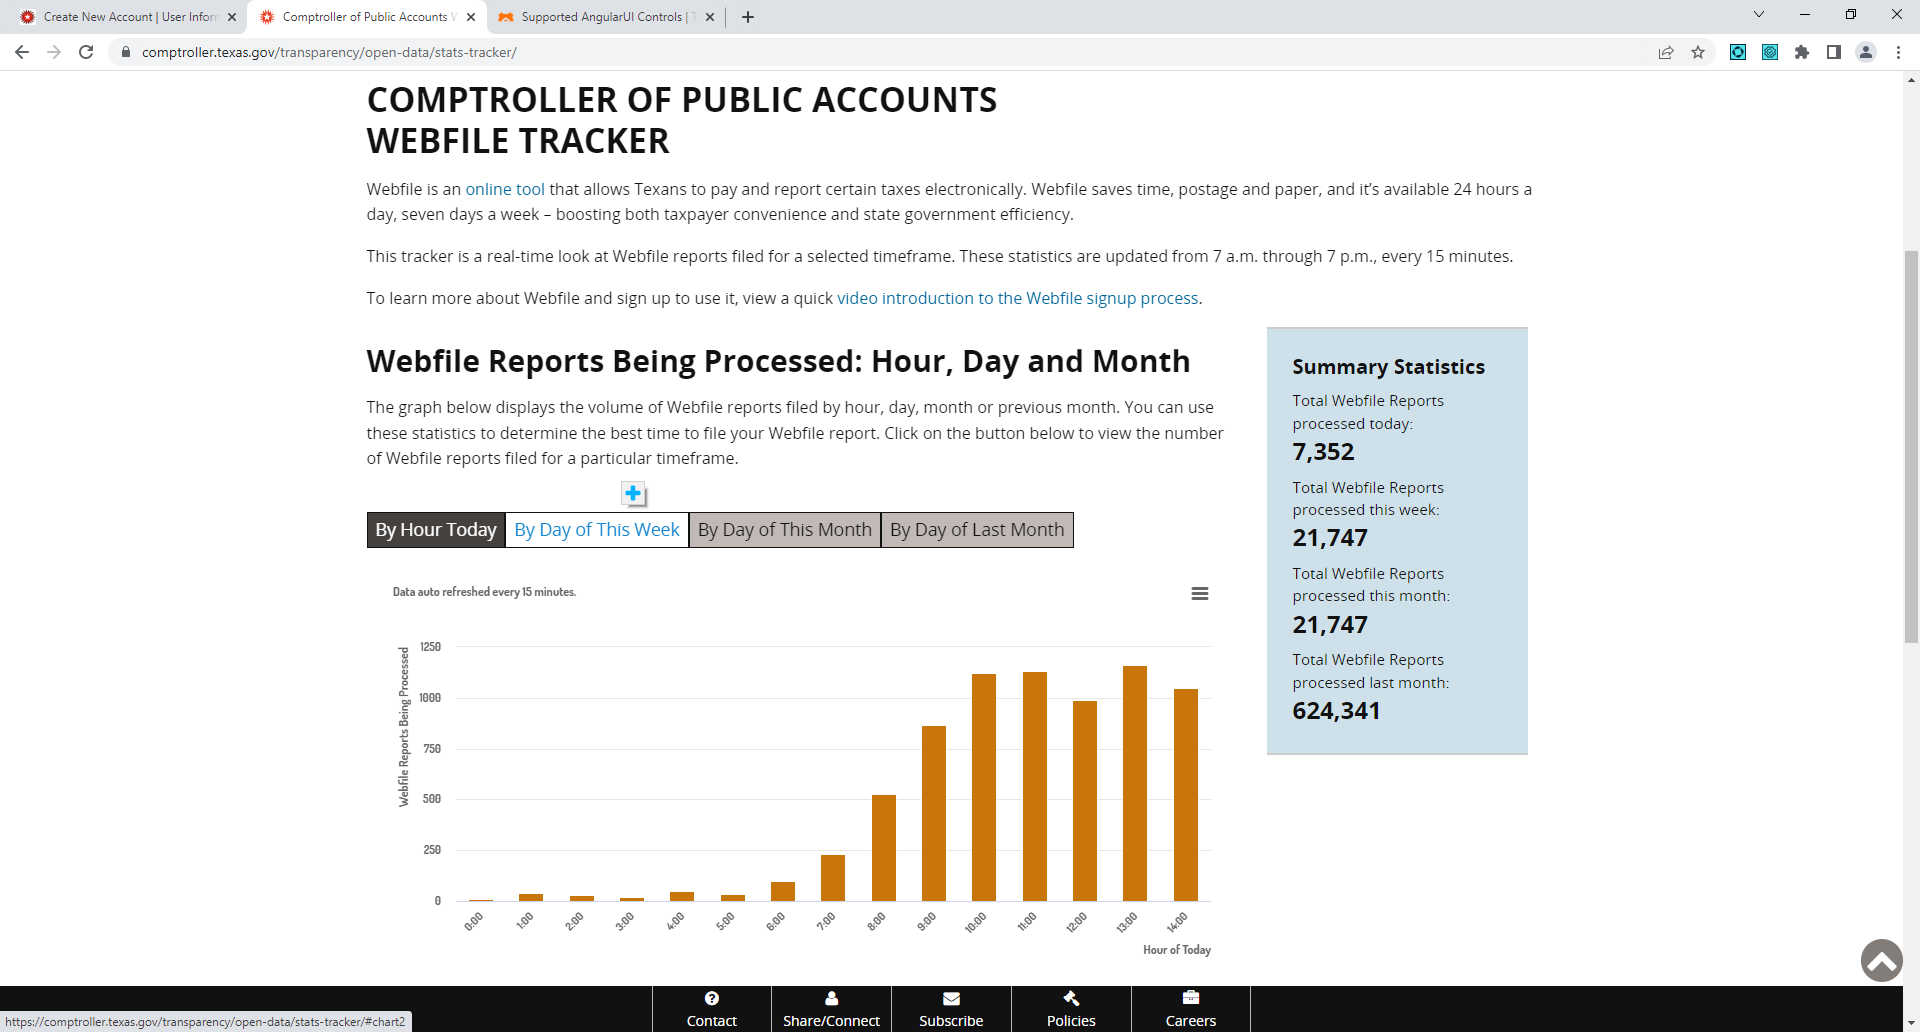 Create New Account | User Inform
Comptroller of Public Accounts W
Supported AngularUI Controls | T
comptroller.texas.gov/transparency/open-data/stats-tracker/
COMPTROLLER OF PUBLIC ACCOUNTS
WEBFILE TRACKER
Webfile is an online tool that allows Texans to pay and report certain taxes electronically. Webfile saves time, postage and paper, and it’s available 24 hours a
day, seven days a week – boosting both taxpayer convenience and state government efficiency.
This tracker is a real-time look at Webfile reports filed for a selected timeframe. These statistics are updated from 7 a.m. through 7 p.m., every 15 minutes.
To learn more about Webfile and sign up to use it, view a quick video introduction to the Webfile signup process.
Webfile Reports Being Processed: Hour, Day and Month
The graph below displays the volume of Webfile reports filed by hour, day, month or previous month. You can use
these statistics to determine the best time to file your Webfile report. Click on the button below to view the number
of Webfile reports filed for a particular timeframe.
By Hour Today
By Day of This Week
By Day of This Month
By Day of Last Month
Data auto refreshed every 15 minutes.
Webfile Reports Being Processed
1250
1000
750
500
250
0
0:00
1:00
2:00
3:00
4:00
5:00
6:00
7:00
8:00
9:00
10:00
11:00
12:00
13:00
14:00
Hour of Today
Summary Statistics
Total Webfile Reports
processed today:
7,352
Total Webfile Reports
processed this week:
21,747
Total Webfile Reports
processed this month:
21,747
Total Webfile Reports
processed last month:
624,341
Contact
Share/Connect
Subscribe
Policies
Careers
https://comptroller.texas.gov/transparency/open-data/stats-tracker/#chart2